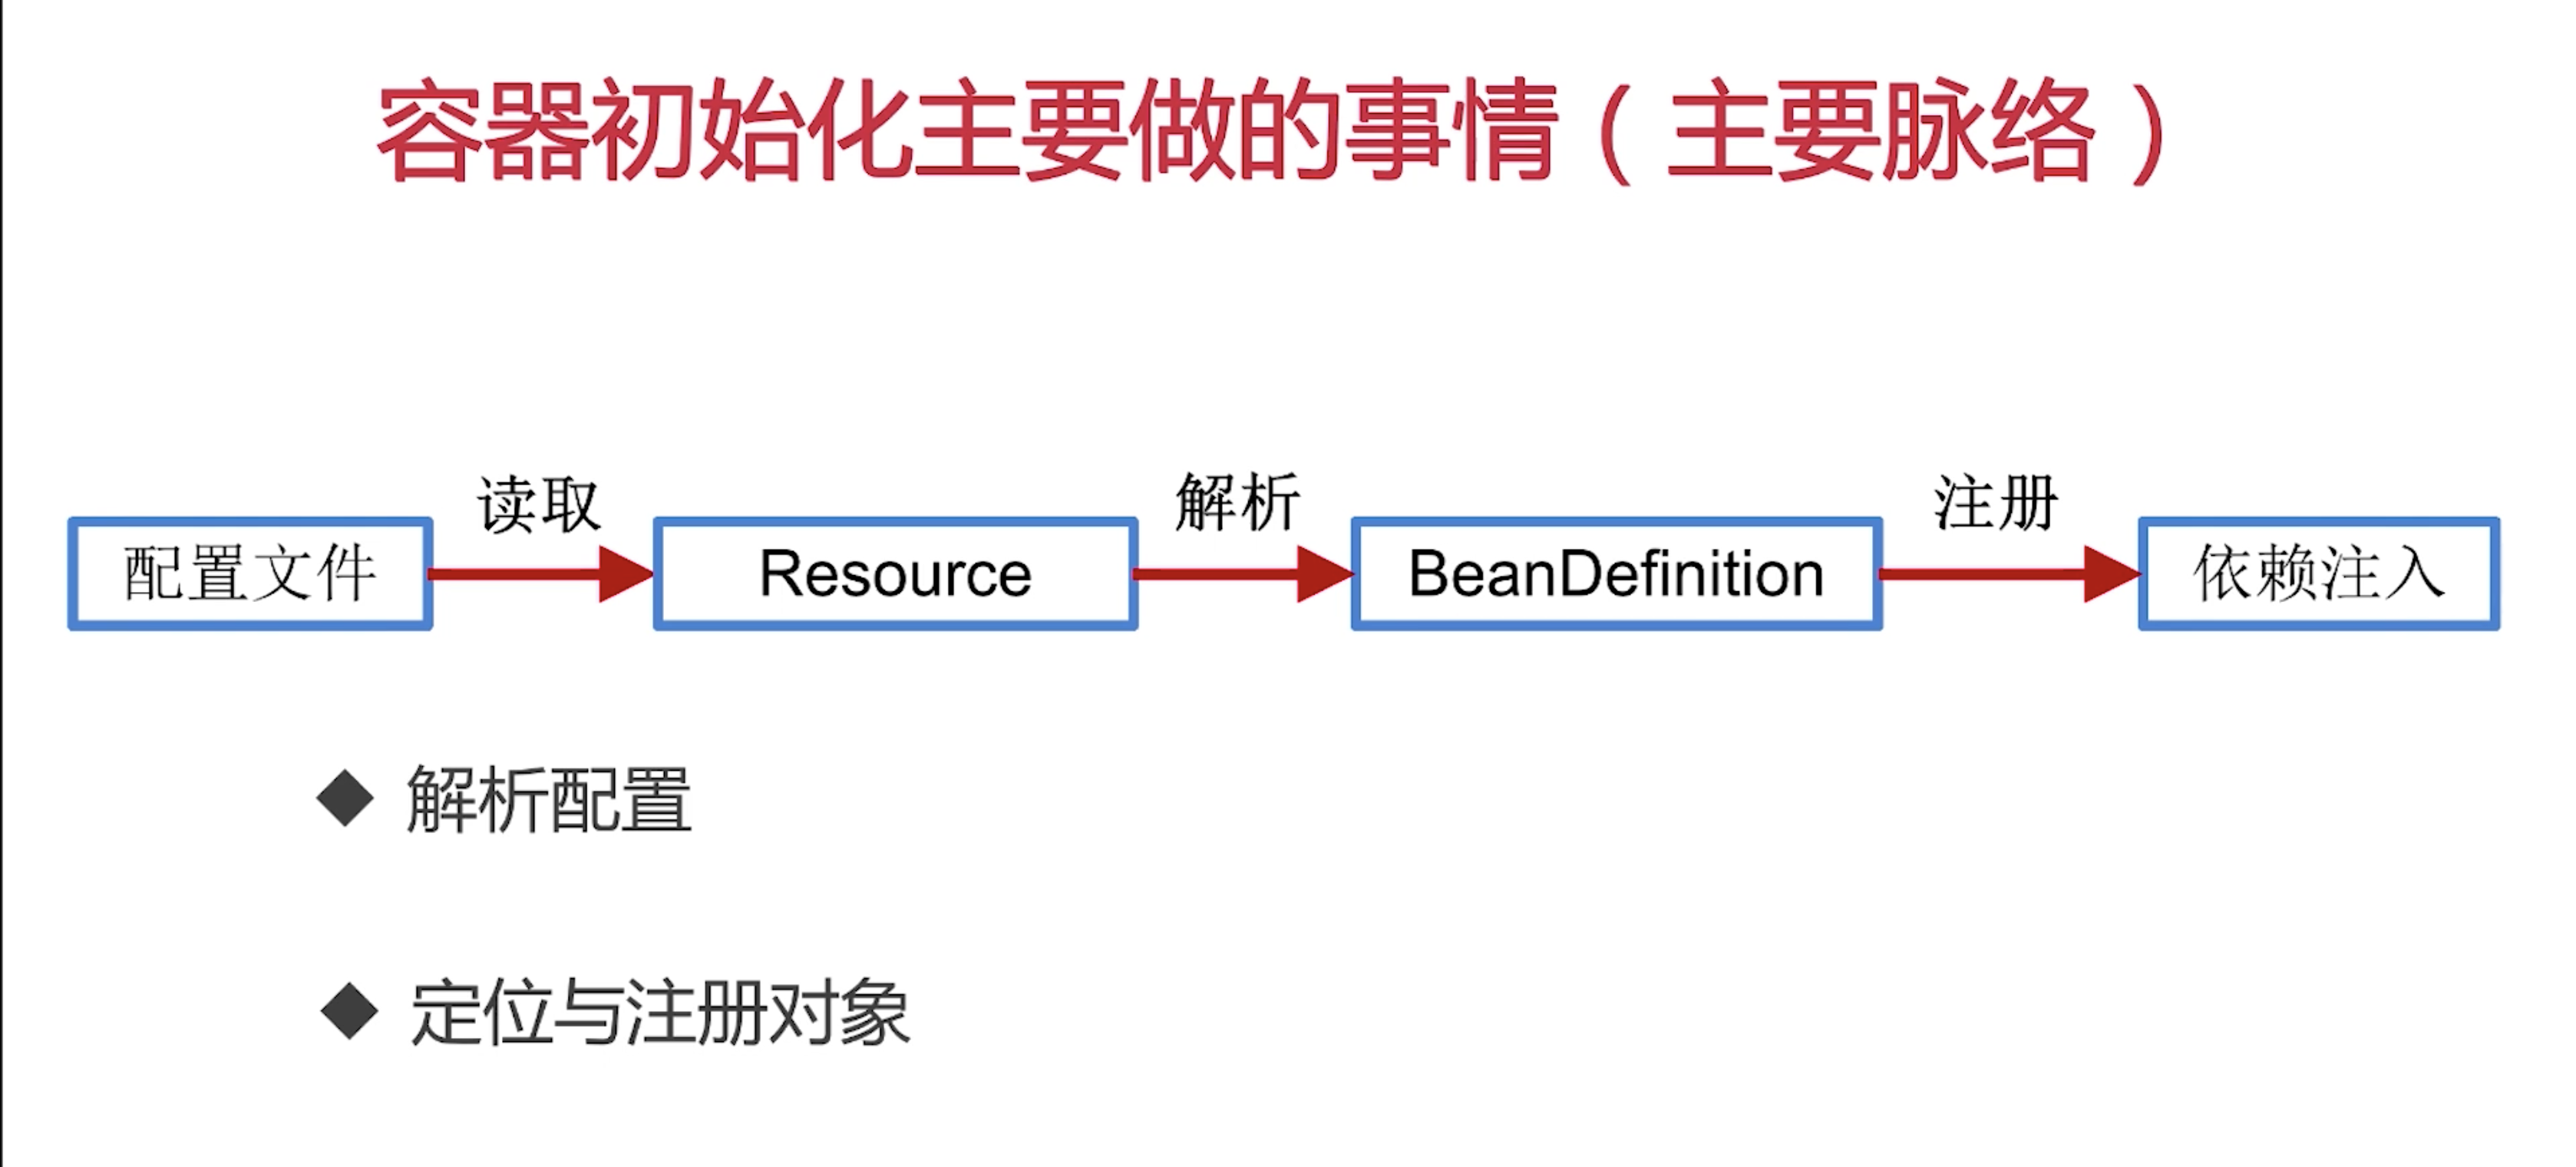 容器初始化主要做的事情（主要脉络）
读取 解析 注册
配置文件 Resource BeanDefinition 依赖注入
◆ 解析配置
◆ 定位与注册对象